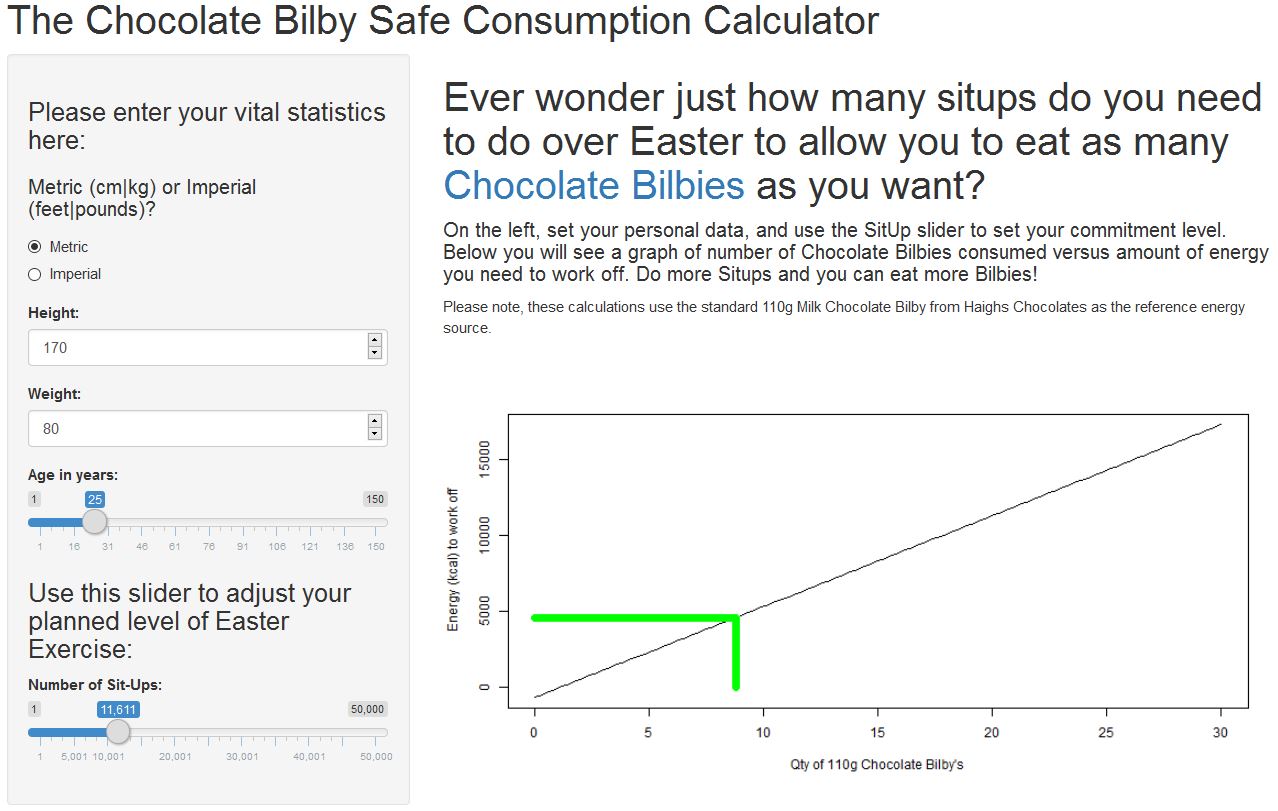 The Chocolate Bilby Safe Consumption Calculator
Please enter your vital statistics
here:
Metric (cm|kg) or Imperial
(feet|pounds)?
Metric
Imperial
Height:
170
Weight:
80
Age in years:
1 25 150
1 16 31 46 61 76 91 106 121 136 150
Use this slider to adjust your
planned level of Easter
Exercise:
Number of Sit-Ups:
1 11,611 50,000
1 5,001 10,001 20,001 30,001 40,001 50,000
Ever wonder just how many situps do you need
to do over Easter to allow you to eat as many
Chocolate Bilbies as you want?
On the left, set your personal data, and use the SitUp slider to set your commitment level.
Below you will see a graph of number of Chocolate Bilbies consumed versus amount of energy
you need to work off. Do more Situps and you can eat more Bilbies!
Please note, these calculations use the standard 110g Milk Chocolate Bilby from Haighs Chocolates as the reference energy
source.
Energy (kcal) to work off
15000
10000
5000
0
0 5 10 15 20 25 30
Qty of 110g Chocolate Bilby's